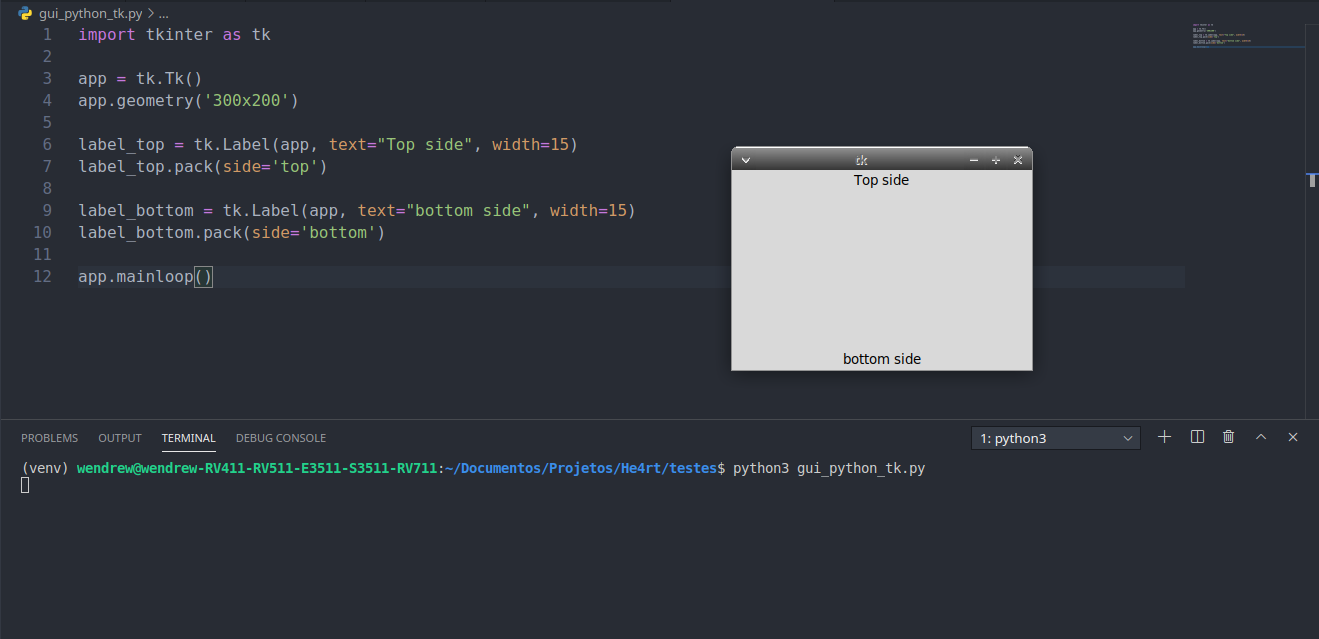 gui_python_tk.py > ...
1 import tkinter as tk
2
3 app = tk.Tk()
4 app.geometry('300x200')
5
6 label_top = tk.Label(app, text="Top side", width=15)
7 label_top.pack(side='top')
8
9 label_bottom = tk.Label(app, text="bottom side", width=15)
10 label_bottom.pack(side='bottom')
11
12 app.mainloop()
tk
Top side
bottom side
PROBLEMS OUTPUT TERMINAL DEBUG CONSOLE 1: python3
(venv) wendrew@wendrew-RV411-RV511-E3511-S3511-RV711:~/Documentos/Projetos/He4rt/testes$ python3 gui_python_tk.py